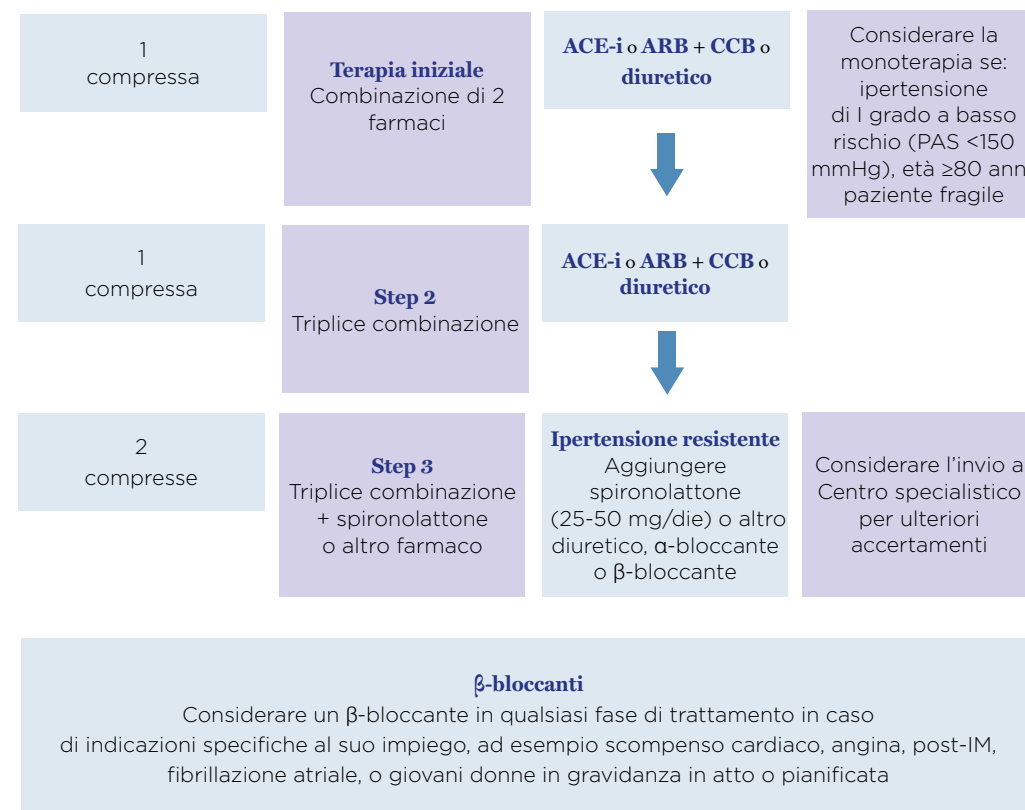 1
compressa
Terapia iniziale
Combinazione di 2
farmaci
ACE-i o ARB + CCB o
diuretico
Considerare la
monoterapia se:
ipertensione
di I grado a basso
rischio (PAS <150
mmHg), età ≥80 ann
paziente fragile
1
compressa
Step 2
Triplice combinazione
ACE-i o ARB + CCB o
diuretico
2
compresse
Step 3
Triplice combinazione
+ spironolattone
o altro farmaco
Ipertensione resistente
Aggiungere
spironolattone
(25-50 mg/die) o altro
diuretico, α-bloccante
o β-bloccante
Considerare l’invio a
Centro specialistico
per ulteriori
accertamenti
β-bloccanti
Considerare un β-bloccante in qualsiasi fase di trattamento in caso
di indicazioni specifiche al suo impiego, ad esempio scompenso cardiaco, angina, post-IM,
fibrillazione atriale, o giovani donne in gravidanza in atto o pianificata